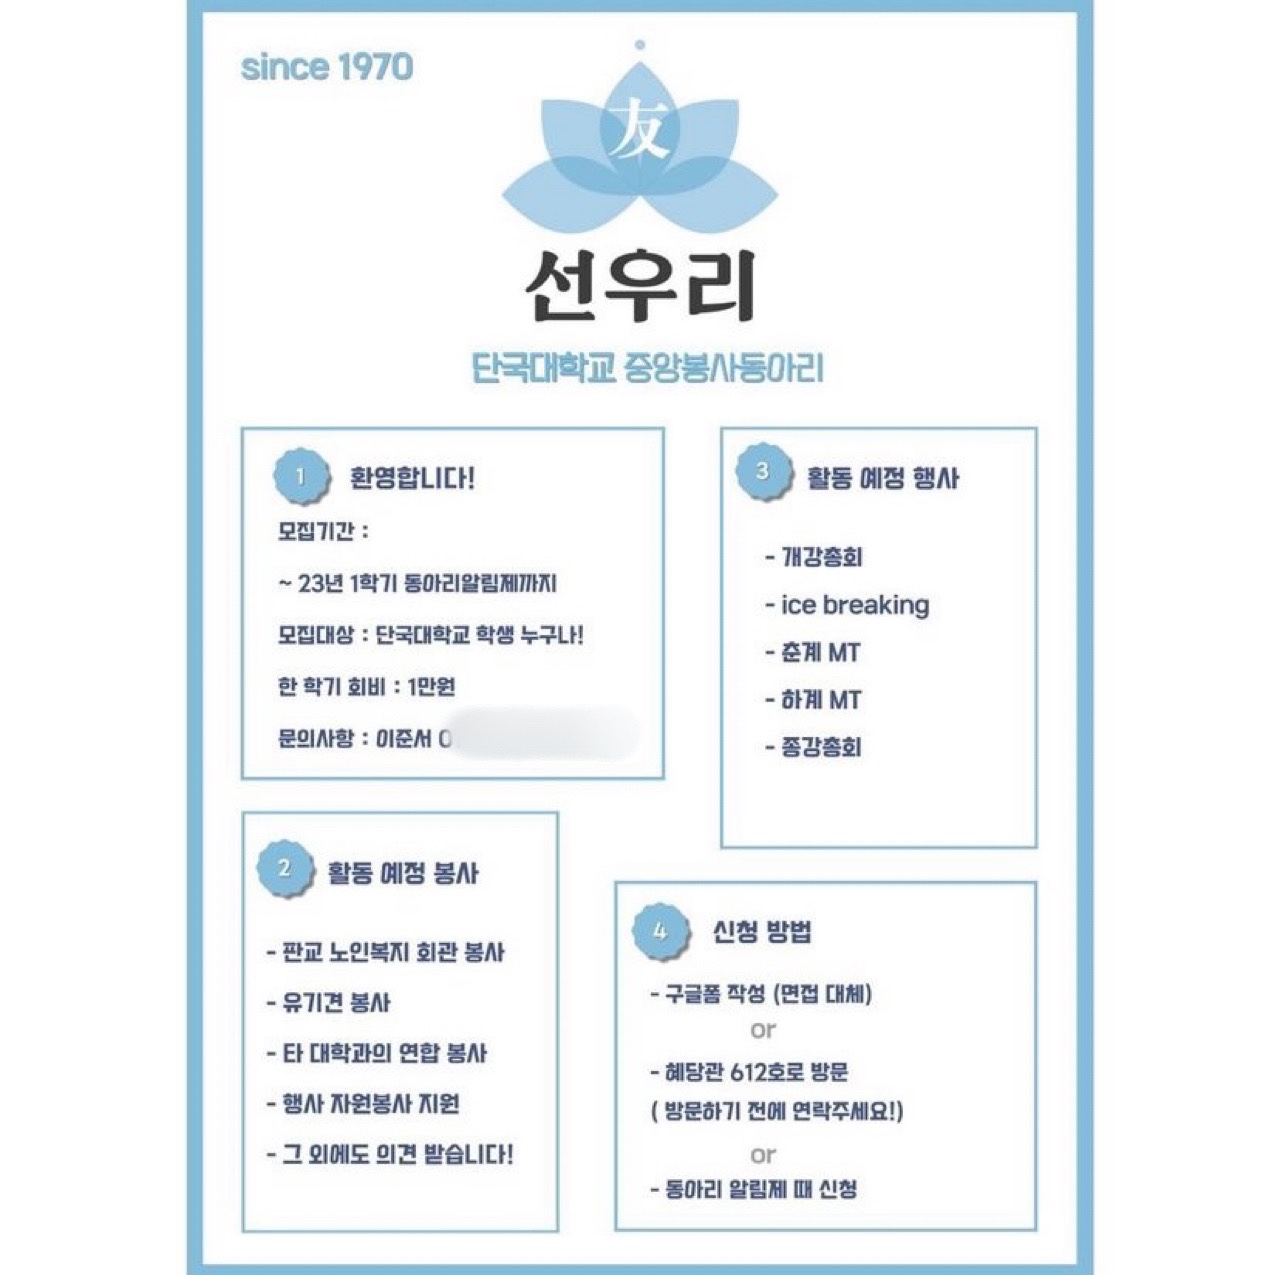 since 1970
友
선우리
단국대학교 중앙봉사동아리
1 환영합니다!
모집기간 :
~ 23년 1학기 동아리알림제까지
모집대상 : 단국대학교 학생 누구나!
한 학기 회비 : 1만원
문의사항 : 이준서 0
2 활동 예정 봉사
- 판교 노인복지 회관 봉사
- 유기견 봉사
- 타 대학과의 연합 봉사
- 행사 자원봉사 지원
- 그 외에도 의견 받습니다!
3 활동 예정 행사
- 개강총회
- ice breaking
- 춘계 MT
- 하계 MT
- 종강총회
4 신청 방법
- 구글폼 작성 (면접 대체)
or
- 혜당관 612호로 방문
( 방문하기 전에 연락주세요!)
or
- 동아리 알림제 때 신청